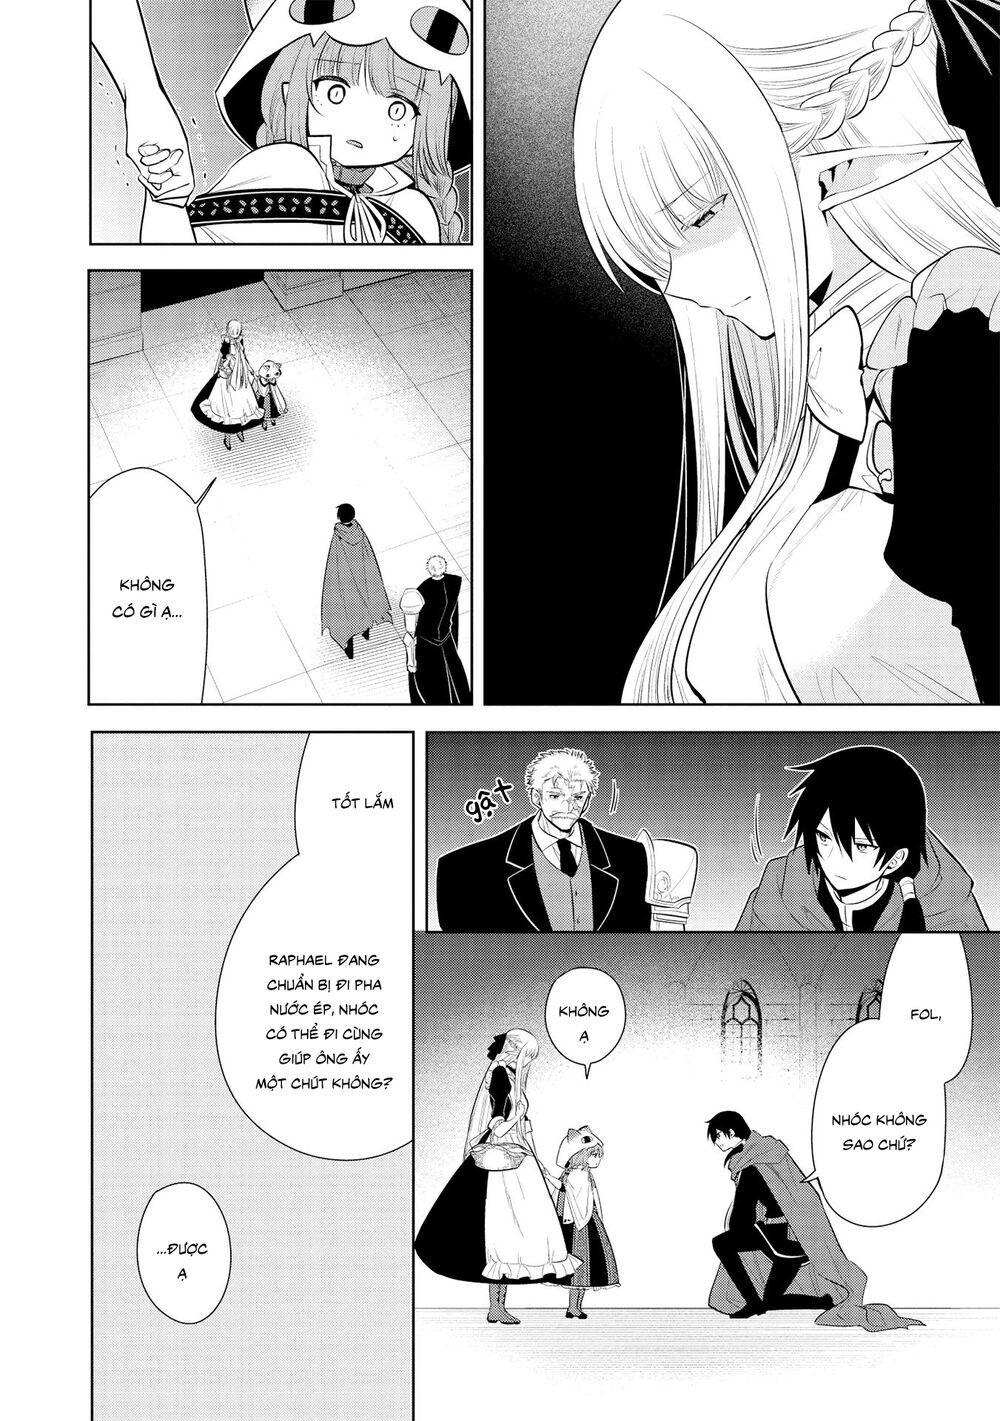 KHÔNG
CÓ GÌ Ạ...
gật
FOL,
NHÓC KHÔNG
SAO CHỨ?
KHÔNG
Ạ
TỐT LẮM
RAPHAEL ĐANG
CHUẨN BỊ ĐI PHA
NƯỚC ÉP, NHÓC
CÓ THỂ ĐI CÙNG
GIÚP ÔNG ẤY
MỘT CHÚT KHÔNG?
...ĐƯỢC
Ạ